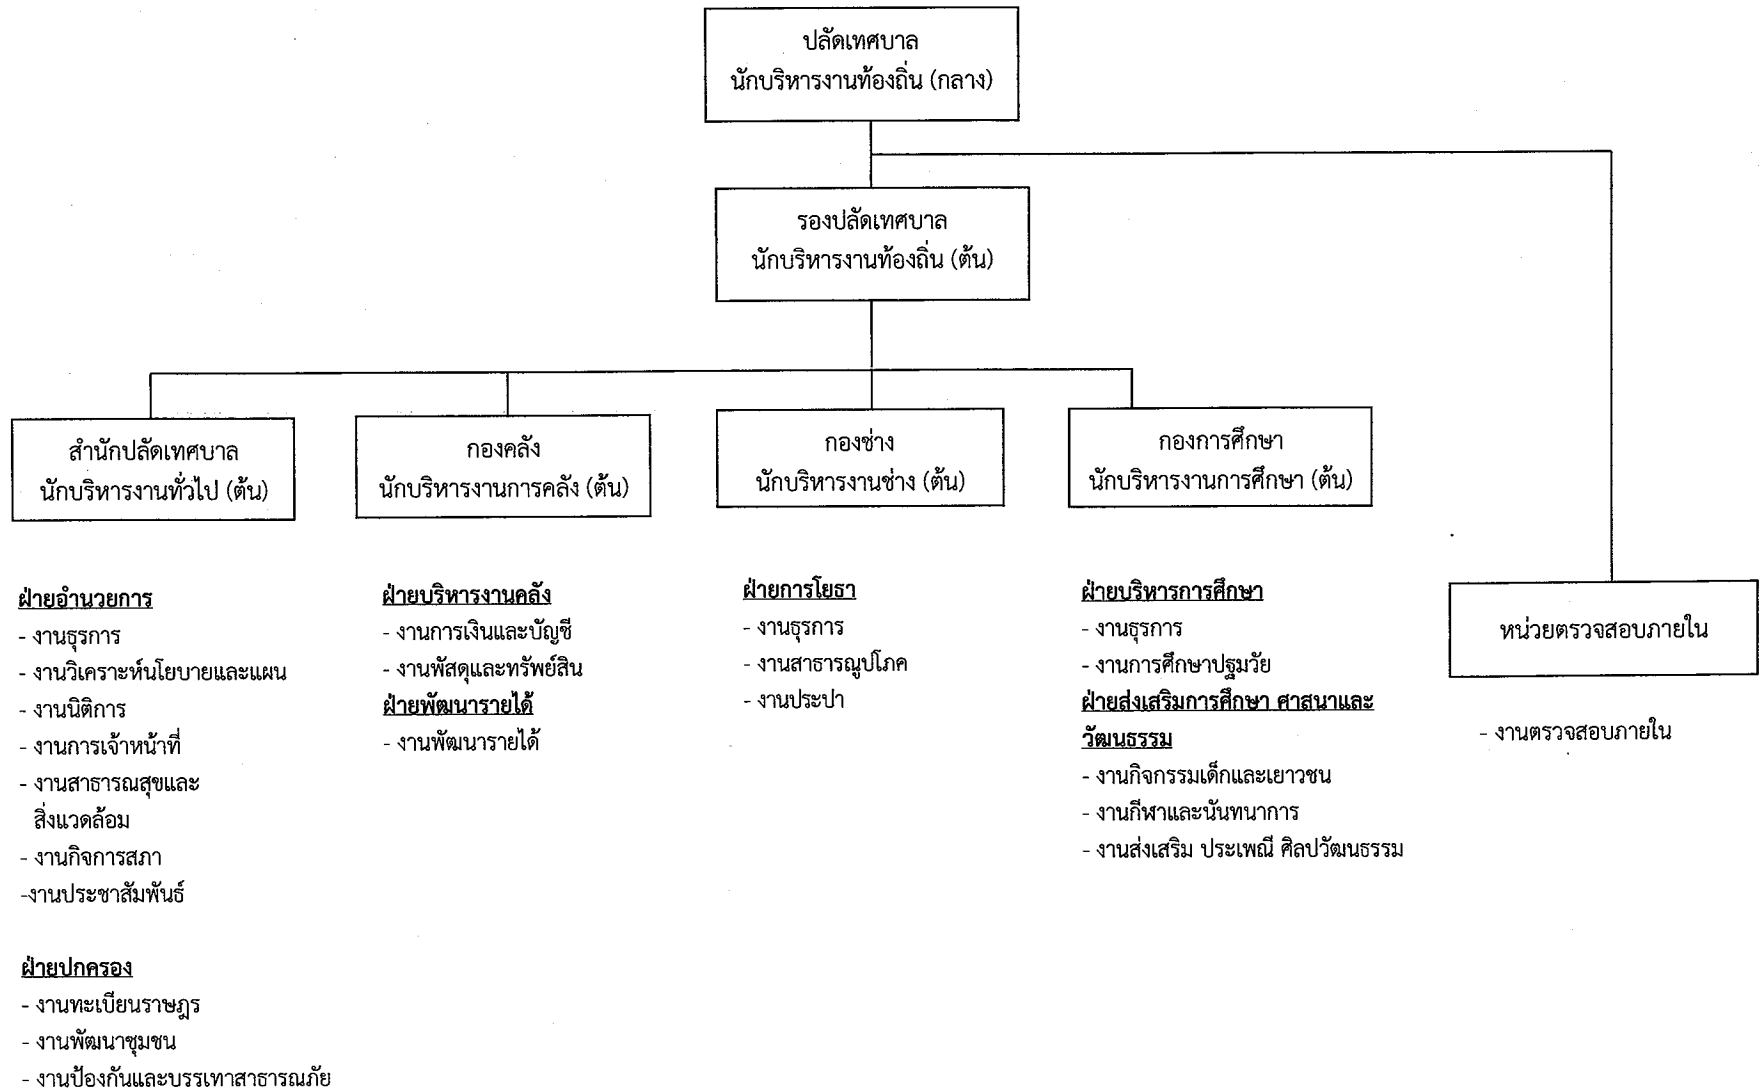 ปลัดเทศบาล
นักบริหารงานท้องถิ่น (กลาง)
รองปลัดเทศบาล
นักบริหารงานท้องถิ่น (ต้น)
สำนักปลัดเทศบาล
นักบริหารงานทั่วไป (ต้น)
กองคลัง
นักบริหารงานการคลัง (ต้น)
กองช่าง
นักบริหารงานช่าง (ต้น)
กองการศึกษา
นักบริหารงานการศึกษา (ต้น)
หน่วยตรวจสอบภายใน
- งานตรวจสอบภายใน
ฝ่ายอำนวยการ
- งานธุรการ
- งานวิเคราะห์นโยบายและแผน
- งานนิติการ
- งานการเจ้าหน้าที่
- งานสาธารณสุขและ
สิ่งแวดล้อม
- งานกิจการสภา
-งานประชาสัมพันธ์
ฝ่ายปกครอง
- งานทะเบียนราษฎร
- งานพัฒนาชุมชน
- งานป้องกันและบรรเทาสาธารณภัย
ฝ่ายบริหารงานคลัง
- งานการเงินและบัญชี
- งานพัสดุและทรัพย์สิน
ฝ่ายพัฒนารายได้
- งานพัฒนารายได้
ฝ่ายการโยธา
- งานธุรการ
- งานสาธารณูปโภค
- งานประปา
ฝ่ายบริหารการศึกษา
- งานธุรการ
- งานการศึกษาปฐมวัย
ฝ่ายส่งเสริมการศึกษา ศาสนาและ
วัฒนธรรม
- งานกิจกรรมเด็กและเยาวชน
- งานกีฬาและนันทนาการ
- งานส่งเสริม ประเพณี ศิลปวัฒนธรรม